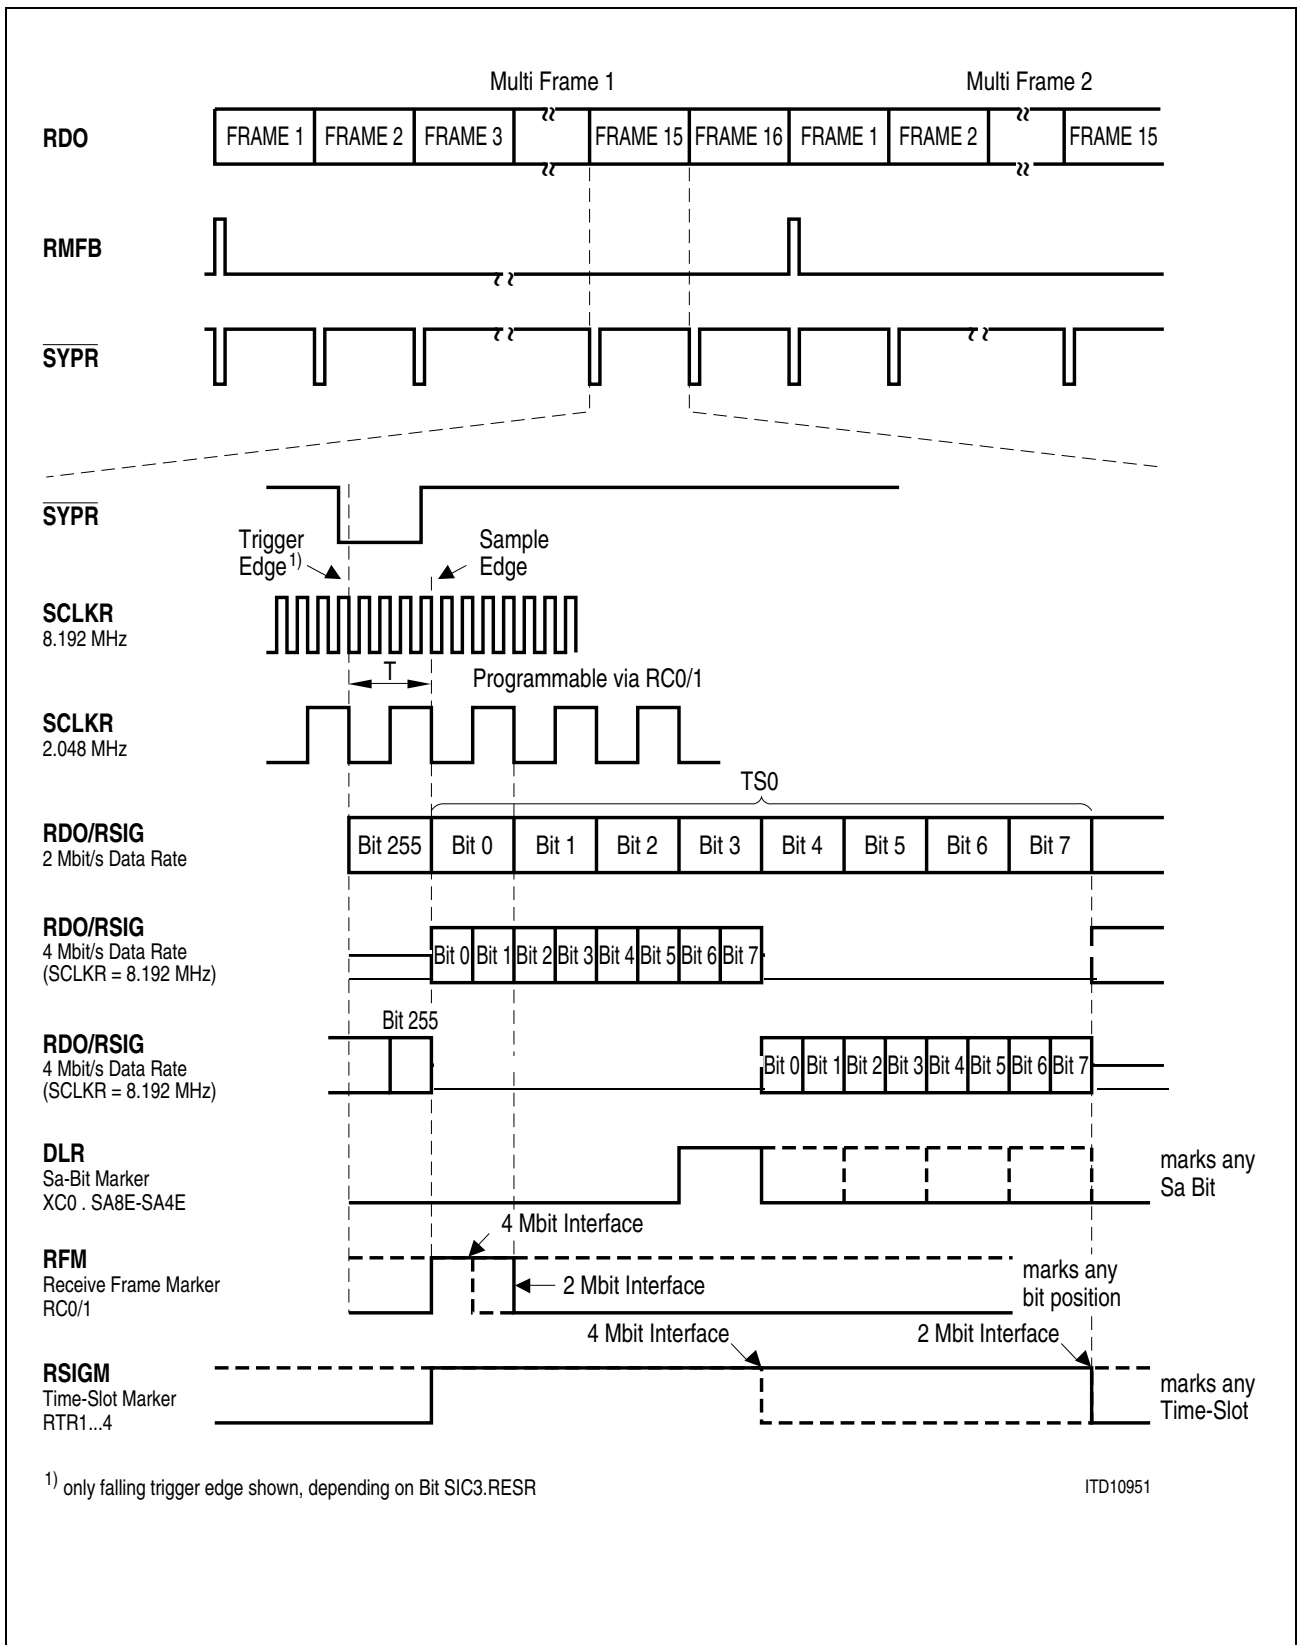 Multi Frame 1 Multi Frame 2
RDO FRAME 1 FRAME 2 FRAME 3 FRAME 15 FRAME 16 FRAME 1 FRAME 2 FRAME 15
RMFB
SYPR
SYPR
Trigger
Edge 1)
Sample
Edge
SCLKR
8.192 MHz
T Programmable via RC0/1
SCLKR
2.048 MHz
TS0
RDO/RSIG
2 Mbit/s Data Rate
Bit 255 Bit 0 Bit 1 Bit 2 Bit 3 Bit 4 Bit 5 Bit 6 Bit 7
RDO/RSIG
4 Mbit/s Data Rate
(SCLKR = 8.192 MHz)
Bit 0 Bit 1 Bit 2 Bit 3 Bit 4 Bit 5 Bit 6 Bit 7
Bit 255
RDO/RSIG
4 Mbit/s Data Rate
(SCLKR = 8.192 MHz)
Bit 0 Bit 1 Bit 2 Bit 3 Bit 4 Bit 5 Bit 6 Bit 7
DLR
Sa-Bit Marker
XC0 . SA8E-SA4E
marks any
Sa Bit
4 Mbit Interface
RFM
Receive Frame Marker
RC0/1
2 Mbit Interface
marks any
bit position
4 Mbit Interface 2 Mbit Interface
RSIGM
Time-Slot Marker
RTR1...4
marks any
Time-Slot
1) only falling trigger edge shown, depending on Bit SIC3.RESR
ITD10951